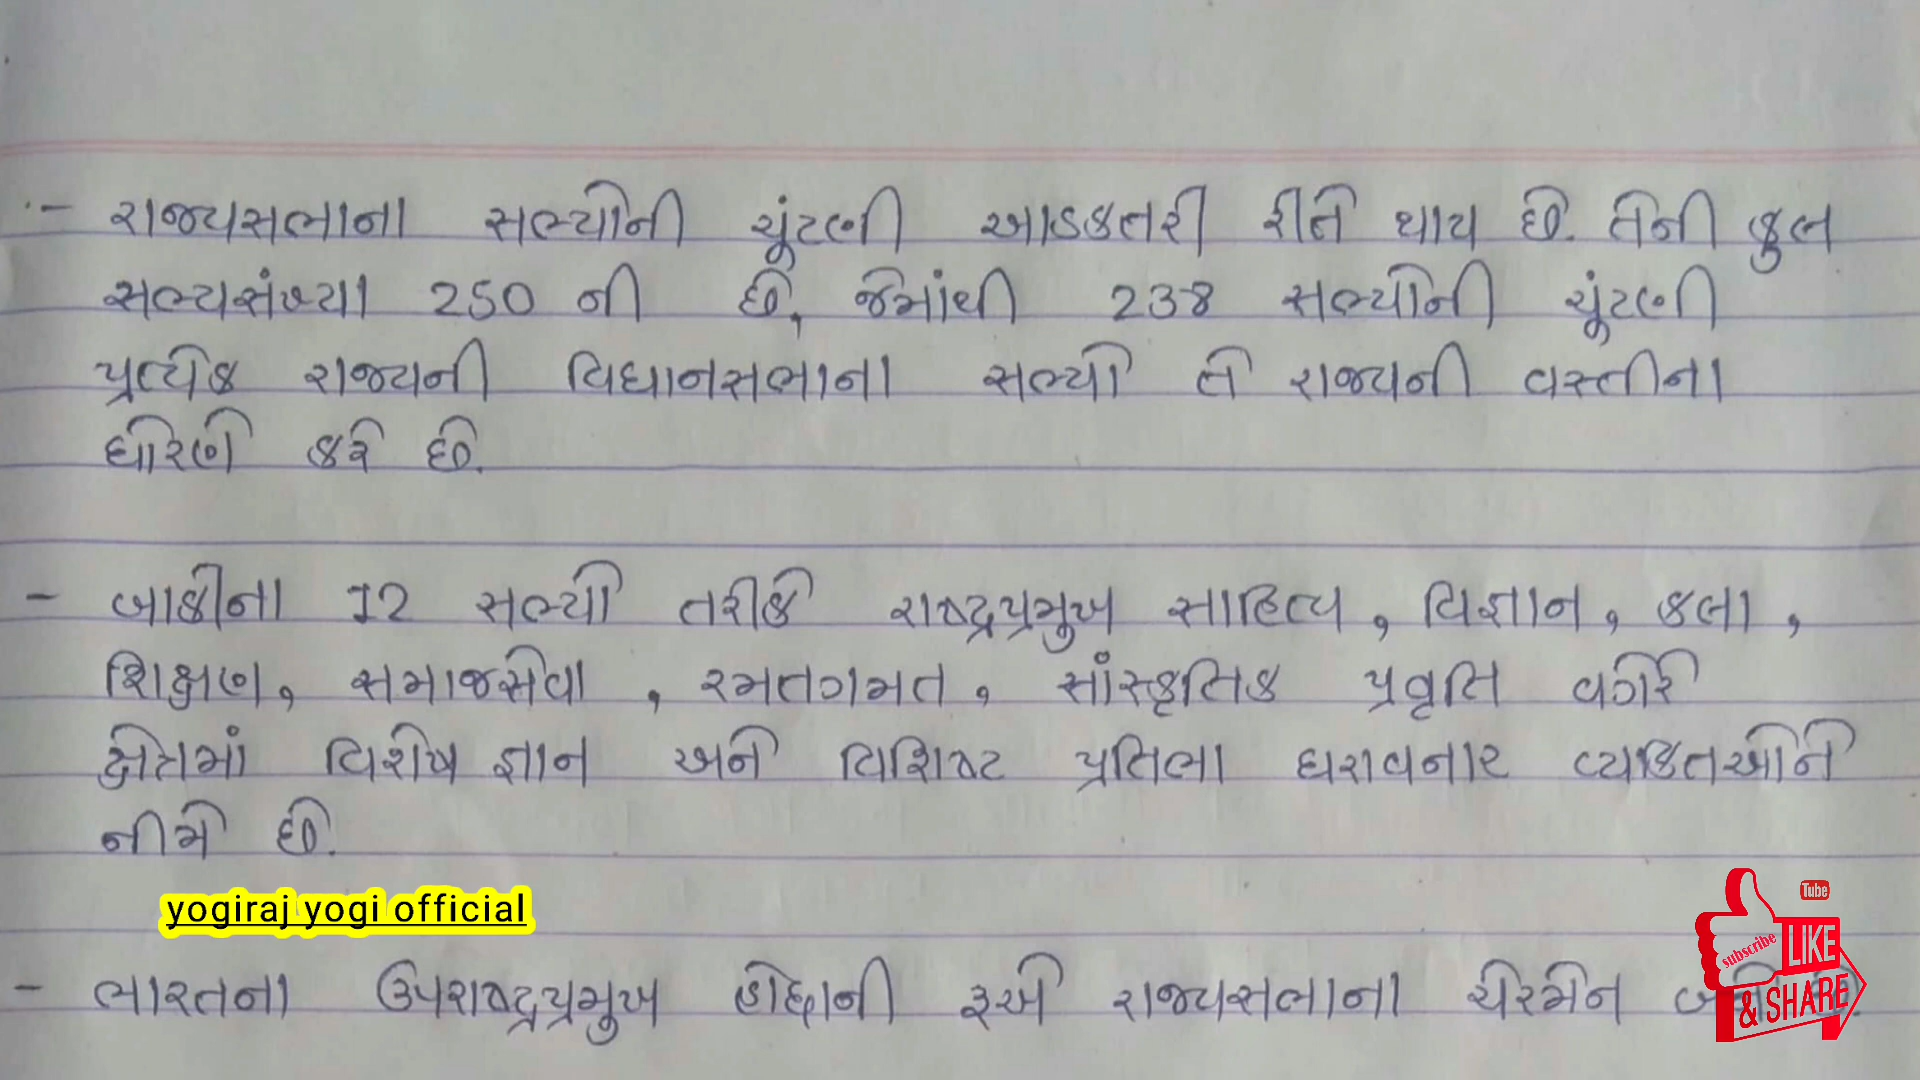 - રાજ્યસભાના સભ્યોની ચૂંટણી આડકતરી રીતે થાય છે. તેની કુલ
સભ્યસંખ્યા 250 ની છે, જેમાંથી 238 સભ્યોની ચૂંટણી
પ્રત્યેક રાજ્યની વિધાનસભાના સભ્યો તે રાજ્યની વસ્તીના
ધોરણે કરે છે.
- બાકીના 12 સભ્યો તરીકે રાષ્ટ્રપ્રમુખ સાહિત્ય, વિજ્ઞાન, કલા,
શિક્ષણ, સમાજસેવા, રમતગમત, સાંસ્કૃતિક પ્રવૃતિ વગેરે
ક્ષેત્રમાં વિશેષ જ્ઞાન અને વિશિષ્ટ પ્રતિભા ધરાવનાર વ્યકિતઓને
નીમે છે.
yogiraj yogi official
- ભારતના ઉપરાષ્ટ્રપ્રમુખ હોદ્દાની રૂએ રાજ્યસભાના ચેરમેન
Tube
subscribe
LIKE
& SHARE